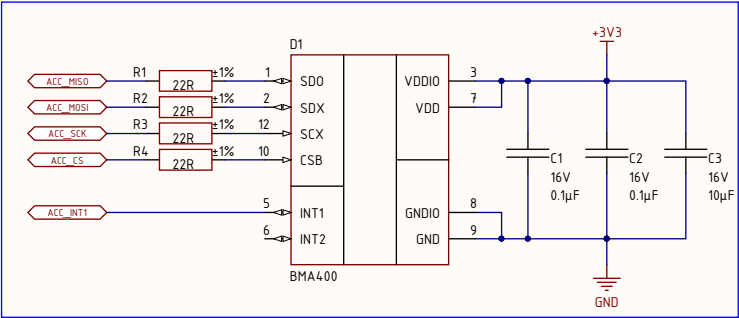 +3V3
D1
R1 ±1% 1 SDO VDDIO 3
ACC_MISO 22R
R2 ±1% 2 SDX VDD 7
ACC_MOSI 22R
R3 ±1% 12 SCX
ACC_SCK 22R
R4 ±1% 10 CSB
ACC_CS 22R
C1 C2 C3
16V 16V 16V
0.1µF 0.1µF 10µF
ACC_INT1 5 INT1 GNDIO 8
6 INT2 GND 9
BMA400
GND